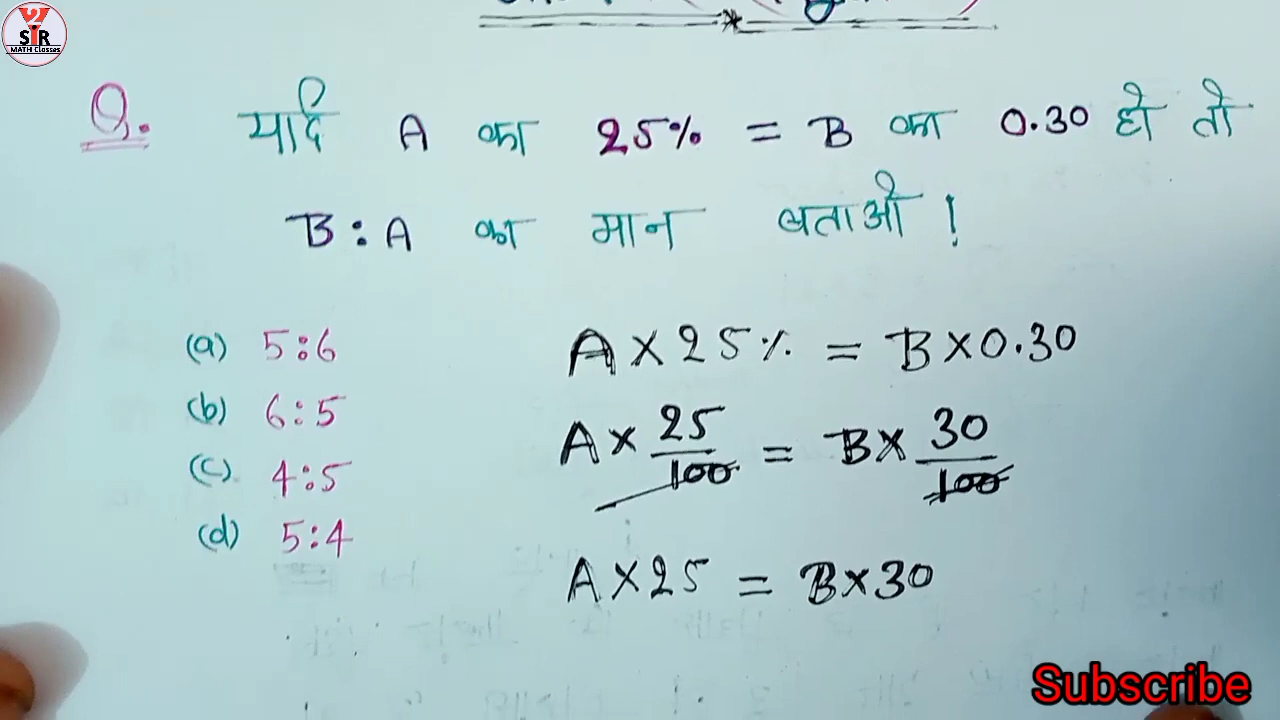 Y2
SIR
MATH Classes
Q. यदि A का 25% = B का 0.30 हो तो
B : A का मान बताओ !
(a) 5:6
(b) 6:5
(c) 4:5
(d) 5:4
A × 25% = B × 0.30
A × 25/100 = B × 30/100
A × 25 = B × 30
Subscribe